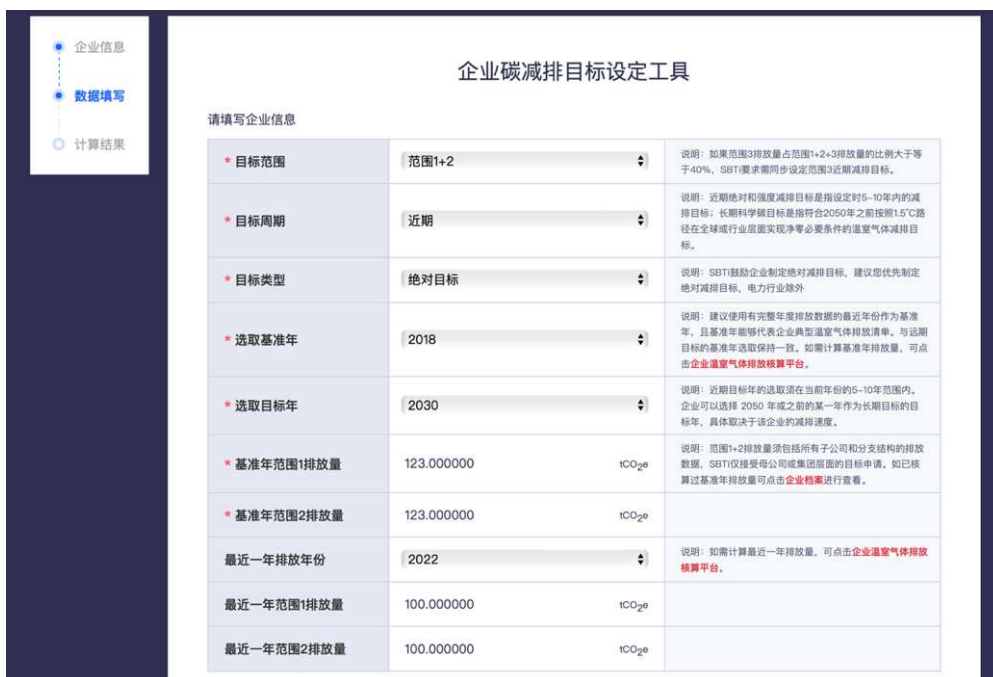 企业信息
数据填写
计算结果
企业碳减排目标设定工具
请填写企业信息
* 目标范围
范围1+2
说明：如果范围3排放量占范围1+2+3排放量的比例大于等
于40%，SBTi要求需同步设定范围3近期减排目标。
* 目标周期
近期
说明：近期绝对和强度减排目标是指设定时5-10年内的减
排目标；长期科学碳目标是指符合2050年之前按照1.5°C路
径在全球或行业层面实现净零必要条件的温室气体减排目
标。
* 目标类型
绝对目标
说明：SBTi鼓励企业制定绝对减排目标，建议您优先制定
绝对减排目标，电力行业除外
* 选取基准年
2018
说明：建议使用有完整年度排放数据的最近年份作为基准
年，且基准年能够代表企业典型温室气体排放清单。与远期
目标的基准年选取保持一致。如需计算基准年排放量，可点
击企业温室气体排放核算平台。
* 选取目标年
2030
说明：近期目标年的选取须在当前年份的5-10年范围内。
企业可以选择 2050 年或之前的某一年作为长期目标的目
标年，具体取决于该企业的减排速度。
* 基准年范围1排放量
123.000000
tCO₂e
说明：范围1+2排放量须包括所有子公司和分支结构的排放
数据，SBTi仅接受母公司或集团层面的目标申请。如已核
算过基准年排放量可点击企业档案进行查看。
* 基准年范围2排放量
123.000000
tCO₂e
最近一年排放年份
2022
说明：如需计算最近一年排放量，可点击企业温室气体排放
核算平台。
最近一年范围1排放量
100.000000
tCO₂e
最近一年范围2排放量
100.000000
tCO₂e